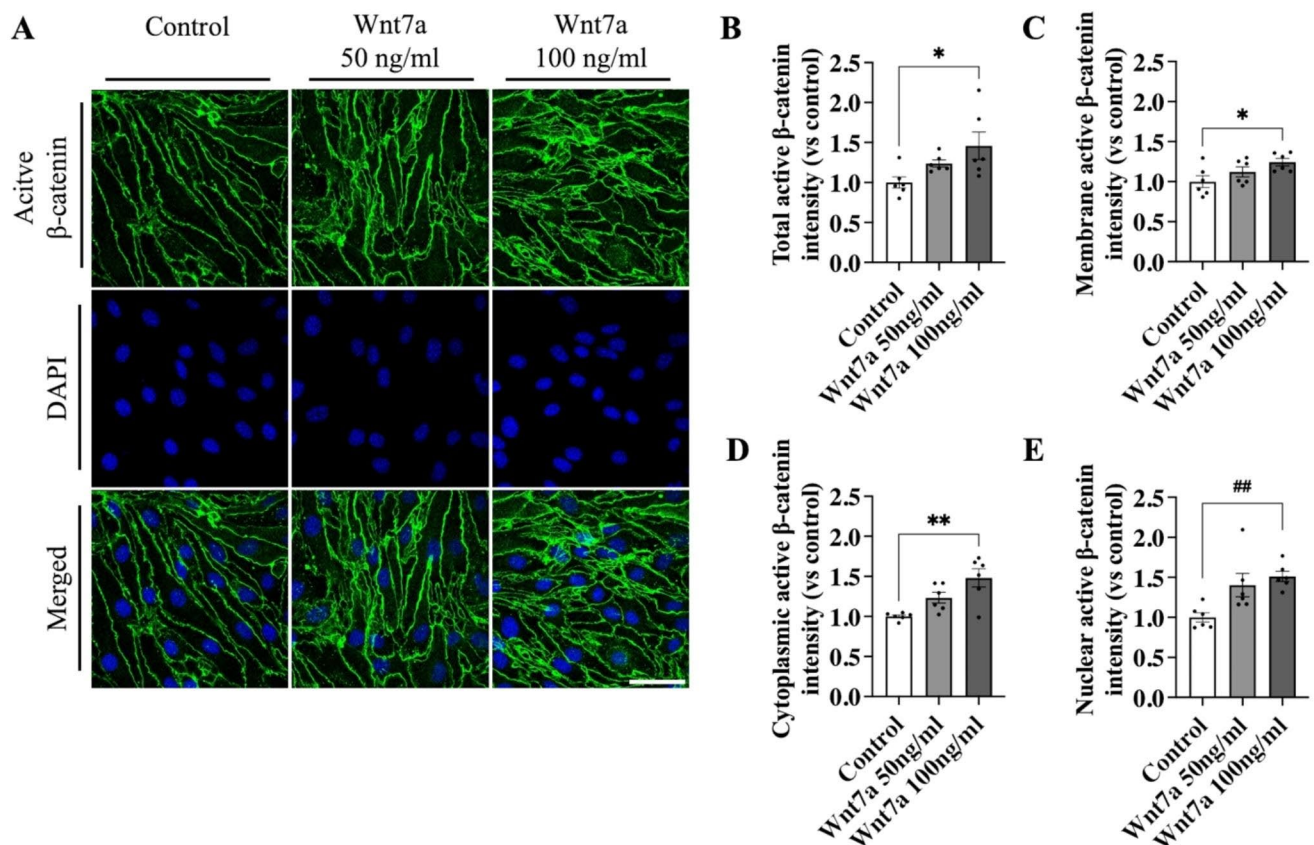 A
Control
Wnt7a
50 ng/ml
Wnt7a
100 ng/ml
Acitve
β-catenin
DAPI
Merged
B
Total active β-catenin
intensity (vs control)
2.5
2.0
1.5
1.0
0.5
0.0
*
Control
Wnt7a 50ng/ml
Wnt7a 100ng/ml
C
Membrane active β-catenin
intensity (vs control)
2.5
2.0
1.5
1.0
0.5
0.0
*
Control
Wnt7a 50ng/ml
Wnt7a 100ng/ml
D
Cytoplasmic active β-catenin
intensity (vs control)
2.5
2.0
1.5
1.0
0.5
0.0
**
Control
Wnt7a 50ng/ml
Wnt7a 100ng/ml
E
Nuclear active β-catenin
intensity (vs control)
2.5
2.0
1.5
1.0
0.5
0.0
##
Control
Wnt7a 50ng/ml
Wnt7a 100ng/ml